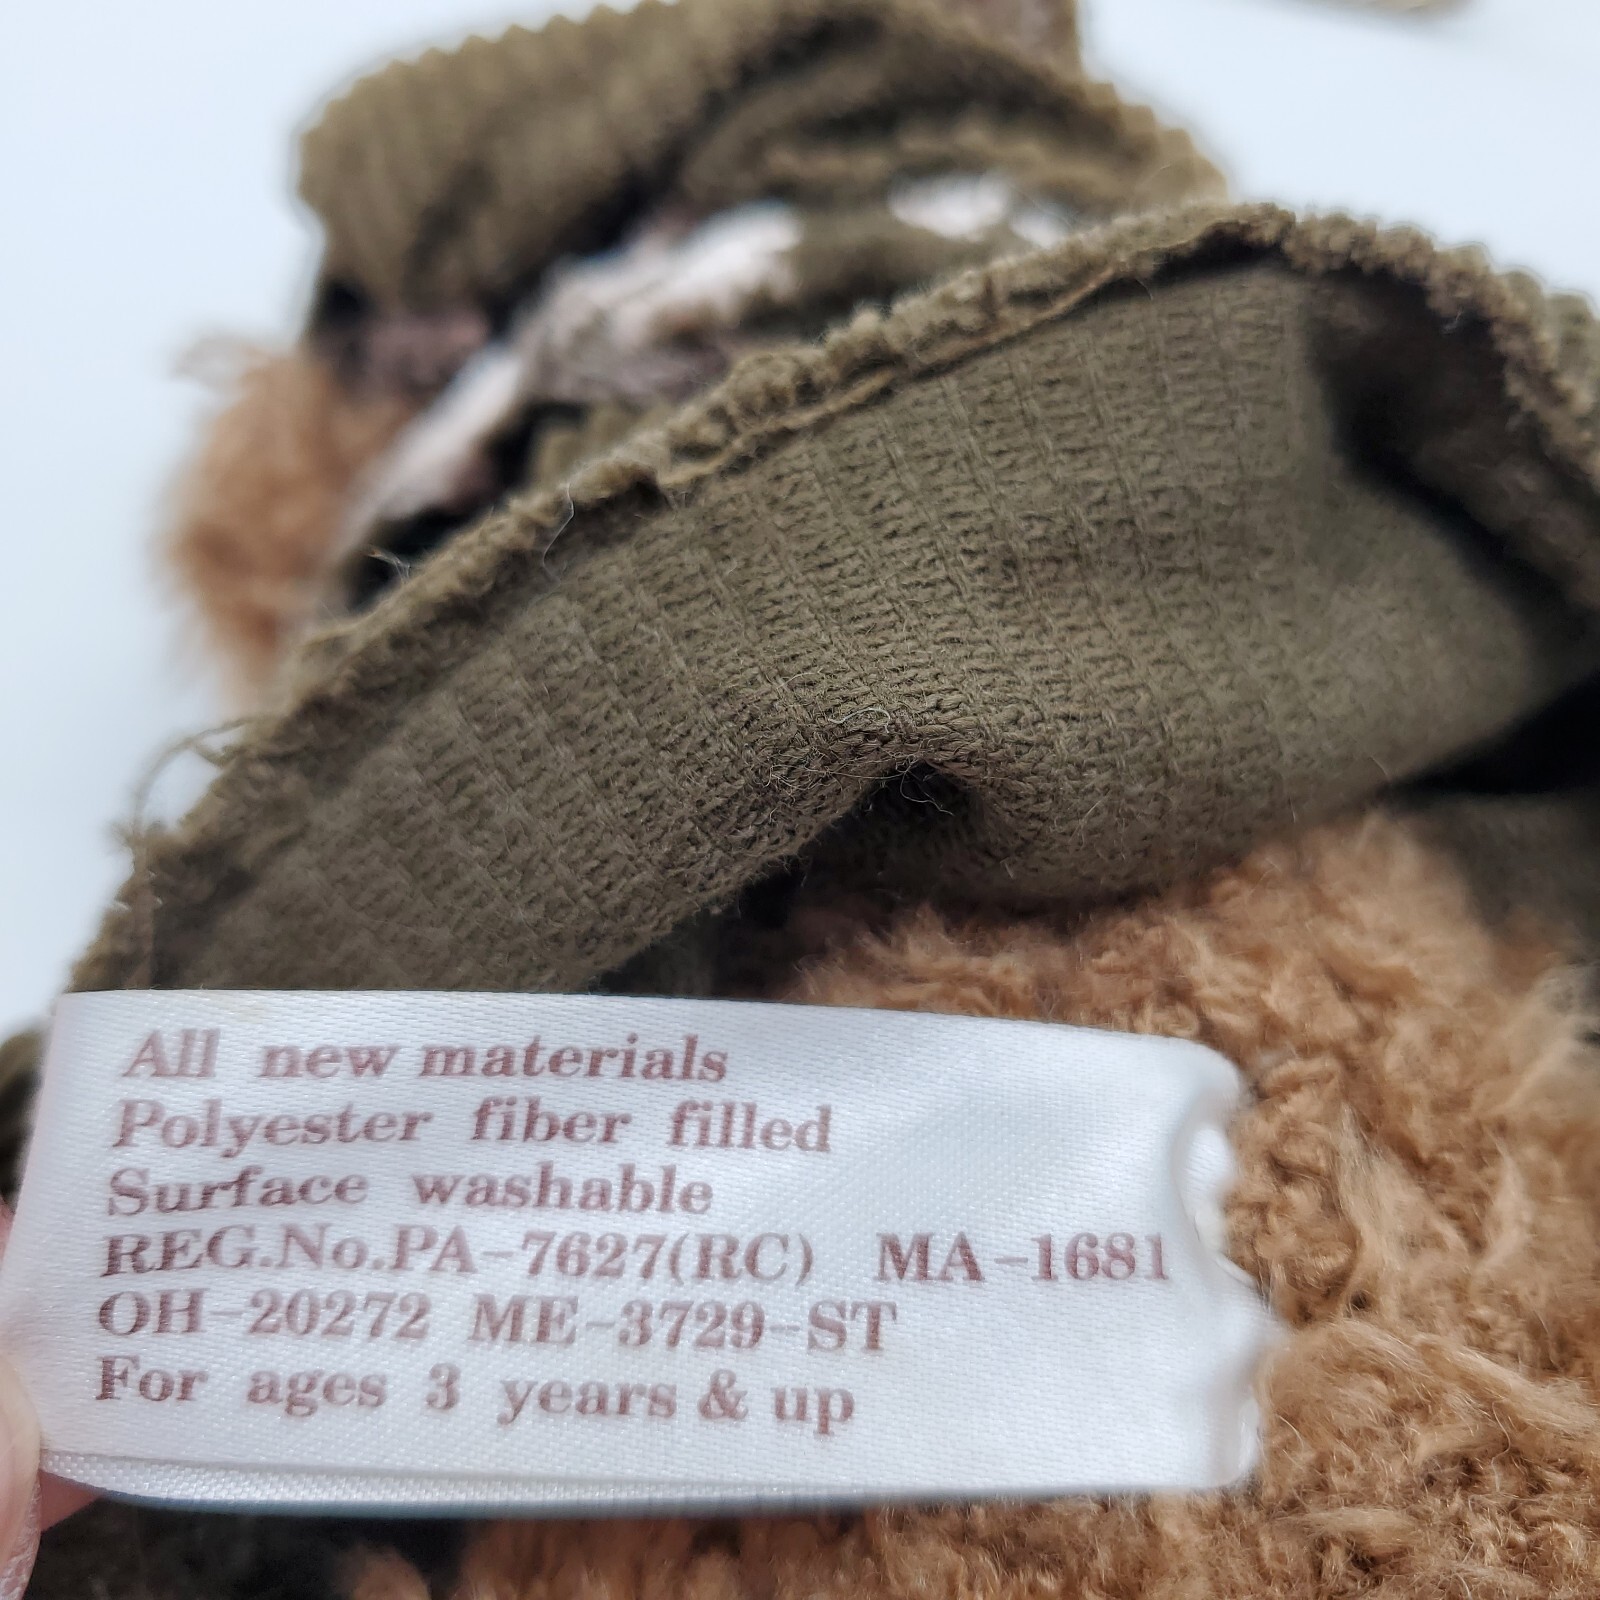 All new materials
Polyester fiber filled
Surface washable
REG.No.PA-7627(RC) MA-1681
OH-20272 ME-3729-ST
For ages 3 years & up